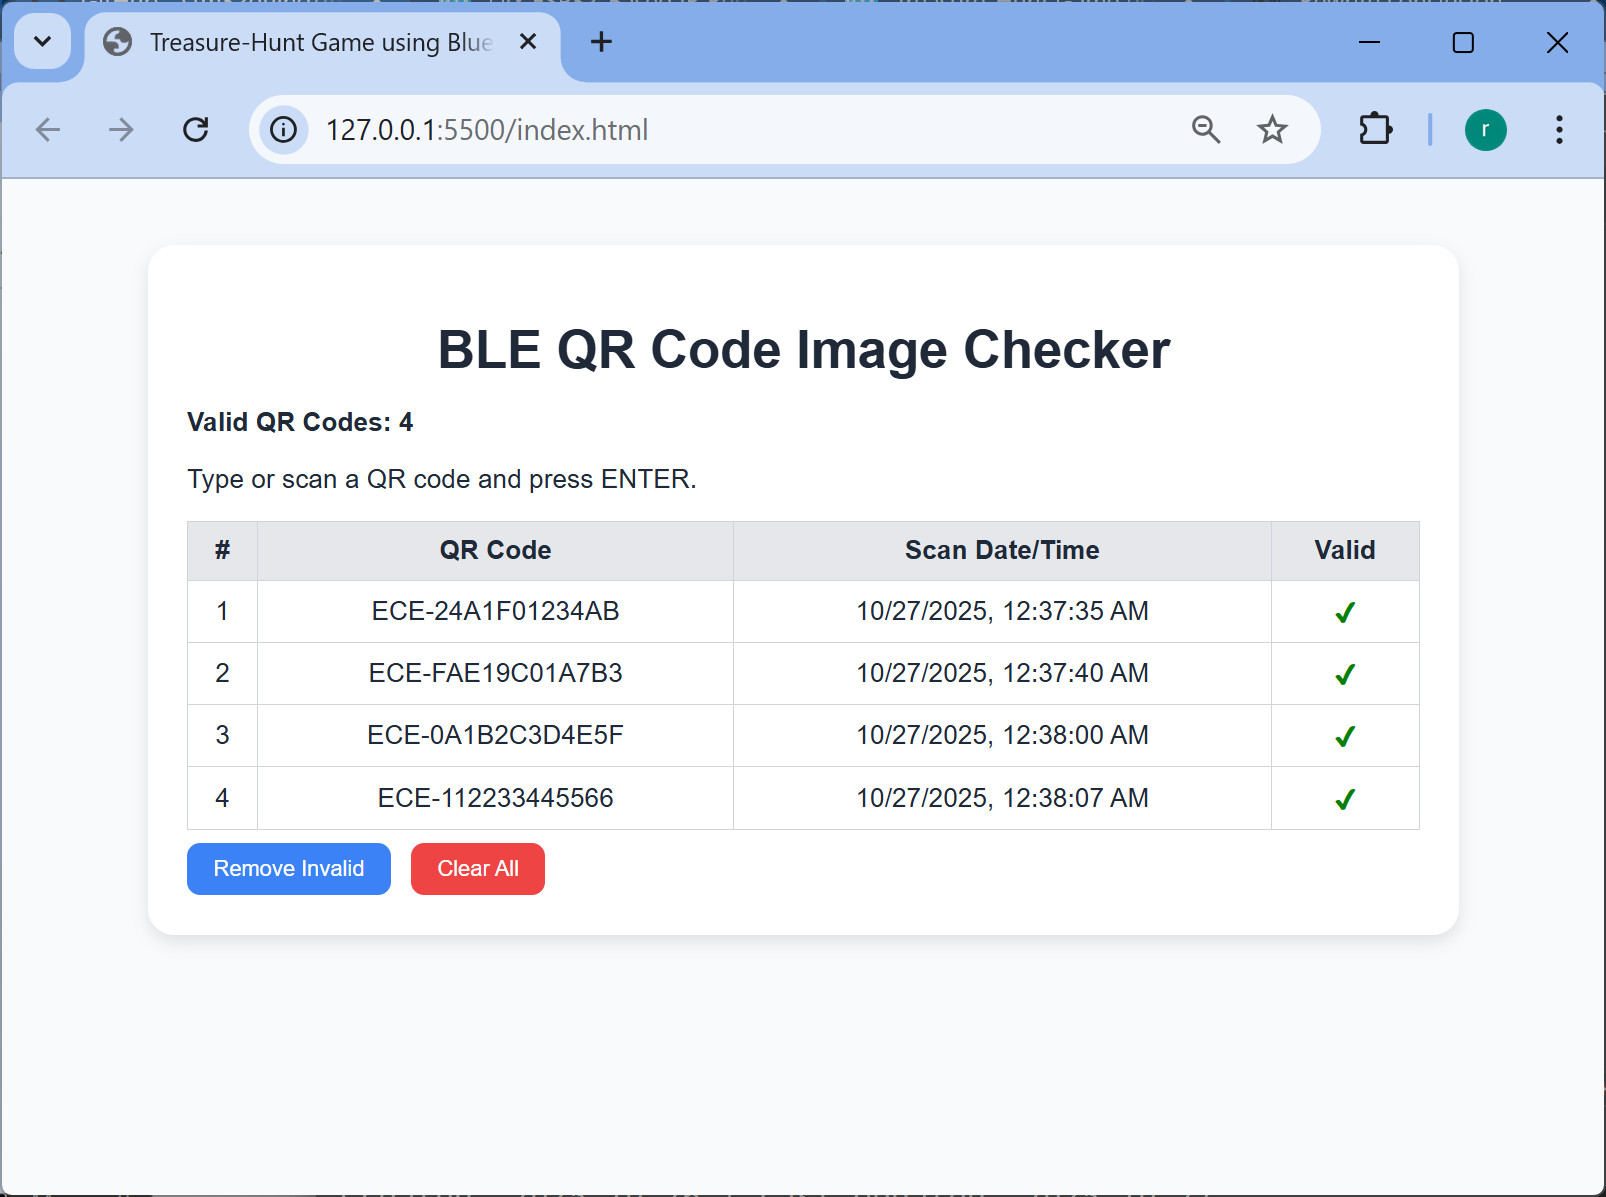 Treasure-Hunt Game using Blue
127.0.0.1:5500/index.html
r
BLE QR Code Image Checker
Valid QR Codes: 4
Type or scan a QR code and press ENTER.
# QR Code Scan Date/Time Valid
1 ECE-24A1F01234AB 10/27/2025, 12:37:35 AM ✓
2 ECE-FAE19C01A7B3 10/27/2025, 12:37:40 AM ✓
3 ECE-0A1B2C3D4E5F 10/27/2025, 12:38:00 AM ✓
4 ECE-112233445566 10/27/2025, 12:38:07 AM ✓
Remove Invalid Clear All